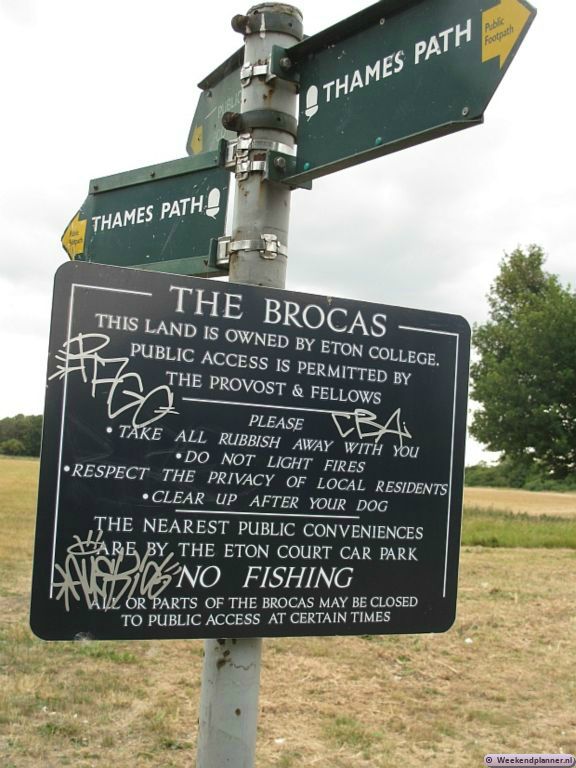 Public
Footpath
THAMES PATH
PUBLIC
THAMES PATH
Public
Footpath
THE BROCAS
THIS LAND IS OWNED BY ETON COLLEGE.
PUBLIC ACCESS IS PERMITTED BY
THE PROVOST & FELLOWS
PLEASE
• TAKE ALL RUBBISH AWAY WITH YOU
• DO NOT LIGHT FIRES
• RESPECT THE PRIVACY OF LOCAL RESIDENTS
• CLEAR UP AFTER YOUR DOG
THE NEAREST PUBLIC CONVENIENCES
ARE BY THE ETON COURT CAR PARK
NO FISHING
ALL OR PARTS OF THE BROCAS MAY BE CLOSED
TO PUBLIC ACCESS AT CERTAIN TIMES
CBA
© Weekendplanner.nl